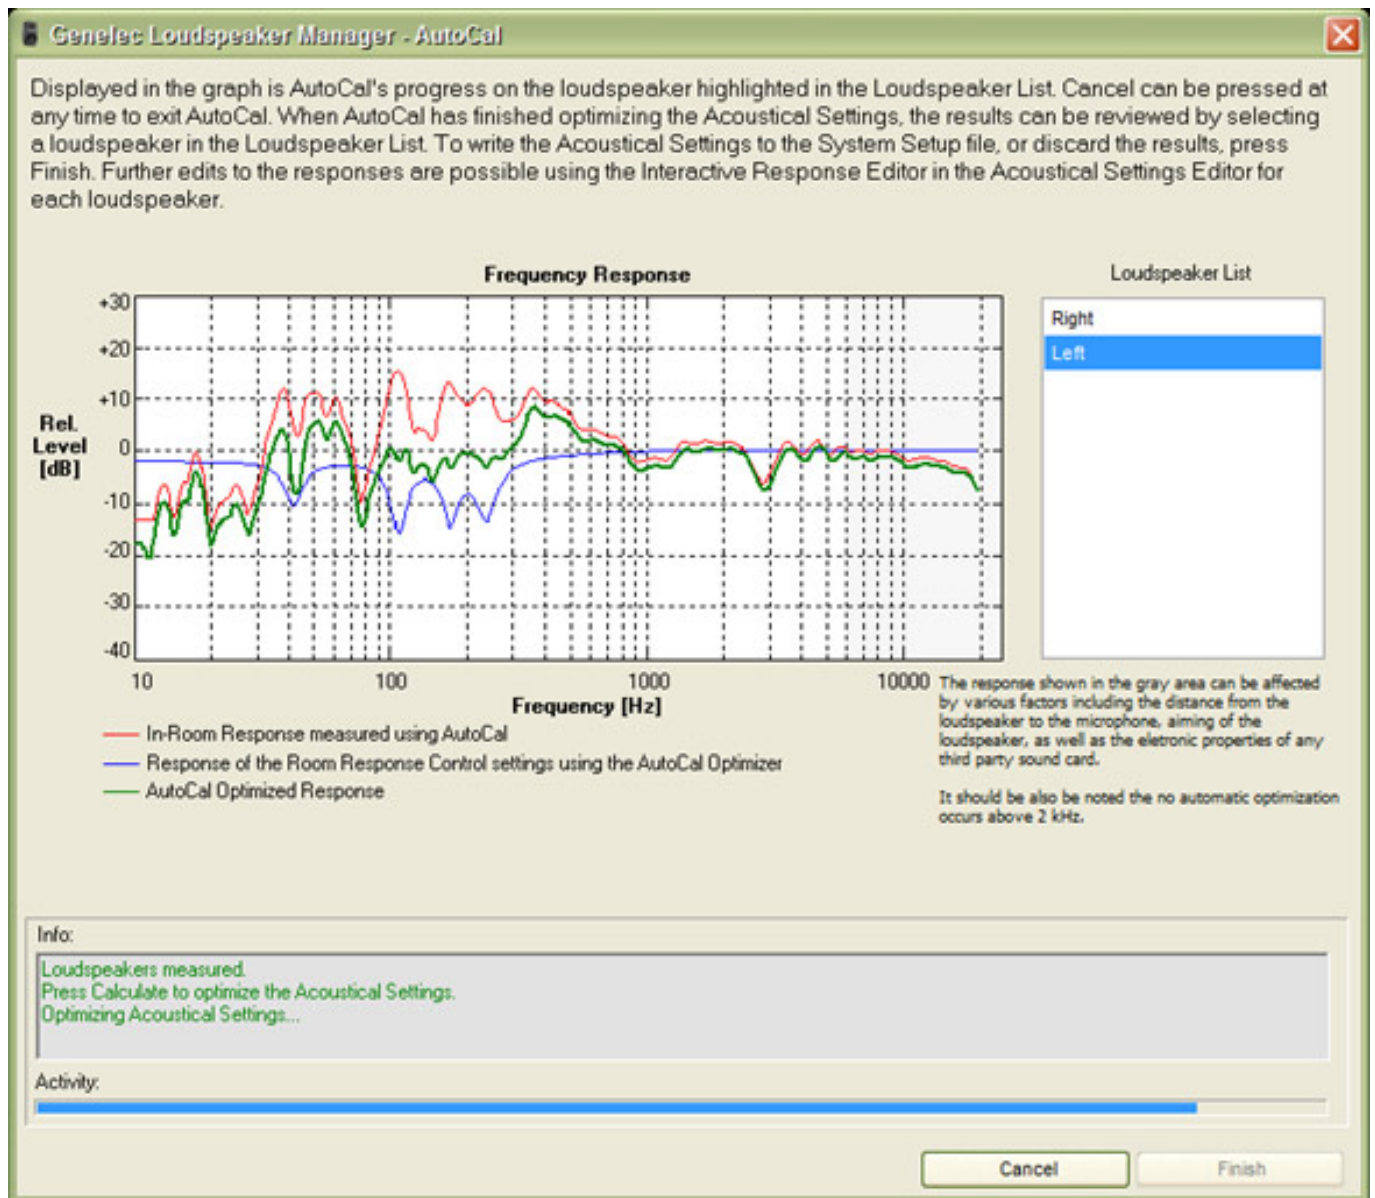 Genelec Loudspeaker Manager - AutoCal
Displayed in the graph is AutoCal's progress on the loudspeaker highlighted in the Loudspeaker List. Cancel can be pressed at
any time to exit AutoCal. When AutoCal has finished optimizing the Acoustical Settings, the results can be reviewed by selecting
a loudspeaker in the Loudspeaker List. To write the Acoustical Settings to the System Setup file, or discard the results, press
Finish. Further edits to the responses are possible using the Interactive Response Editor in the Acoustical Settings Editor for
each loudspeaker.
Frequency Response
Loudspeaker List
Right
Left
+30
+20
+10
0
-10
-20
-30
-40
Rel.
Level
[dB]
10
100
1000
10000
Frequency [Hz]
In-Room Response measured using AutoCal
Response of the Room Response Control settings using the AutoCal Optimizer
AutoCal Optimized Response
The response shown in the gray area can be affected
by various factors including the distance from the
loudspeaker to the microphone, aiming of the
loudspeaker, as well as the eletronic properties of any
third party sound card.
It should be also be noted the no automatic optimization
occurs above 2 kHz.
Info:
Loudspeakers measured.
Press Calculate to optimize the Acoustical Settings.
Optimizing Acoustical Settings...
Activity:
Cancel
Finish